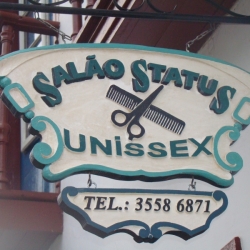 SALÃO STATUS
UNiSSEX
TEL.: 3558 6871